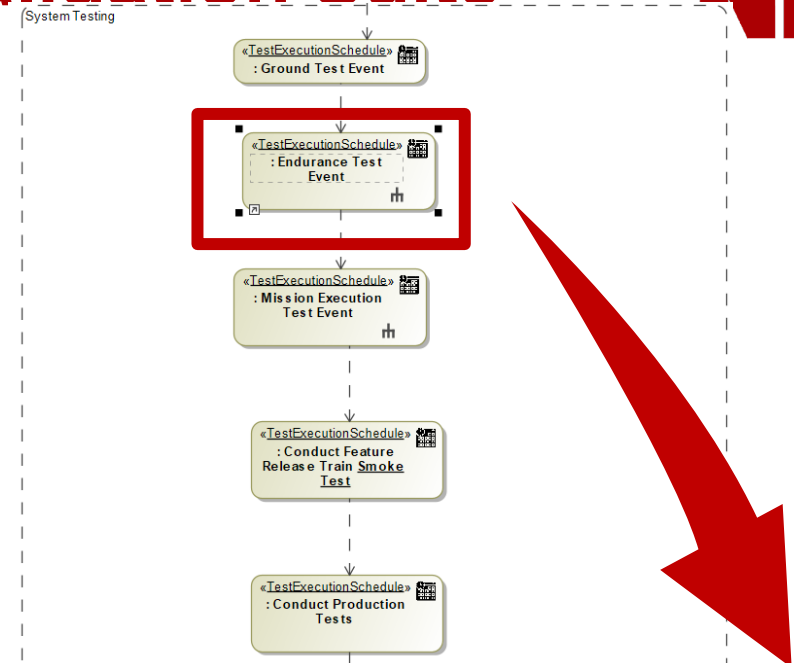 System Testing
«TestExecutionSchedule»
: Ground Test Event
«TestExecutionSchedule»
: Endurance Test
Event
«TestExecutionSchedule»
: Mission Execution
Test Event
«TestExecutionSchedule»
: Conduct Feature
Release Train Smoke
Test
«TestExecutionSchedule»
: Conduct Production
Tests